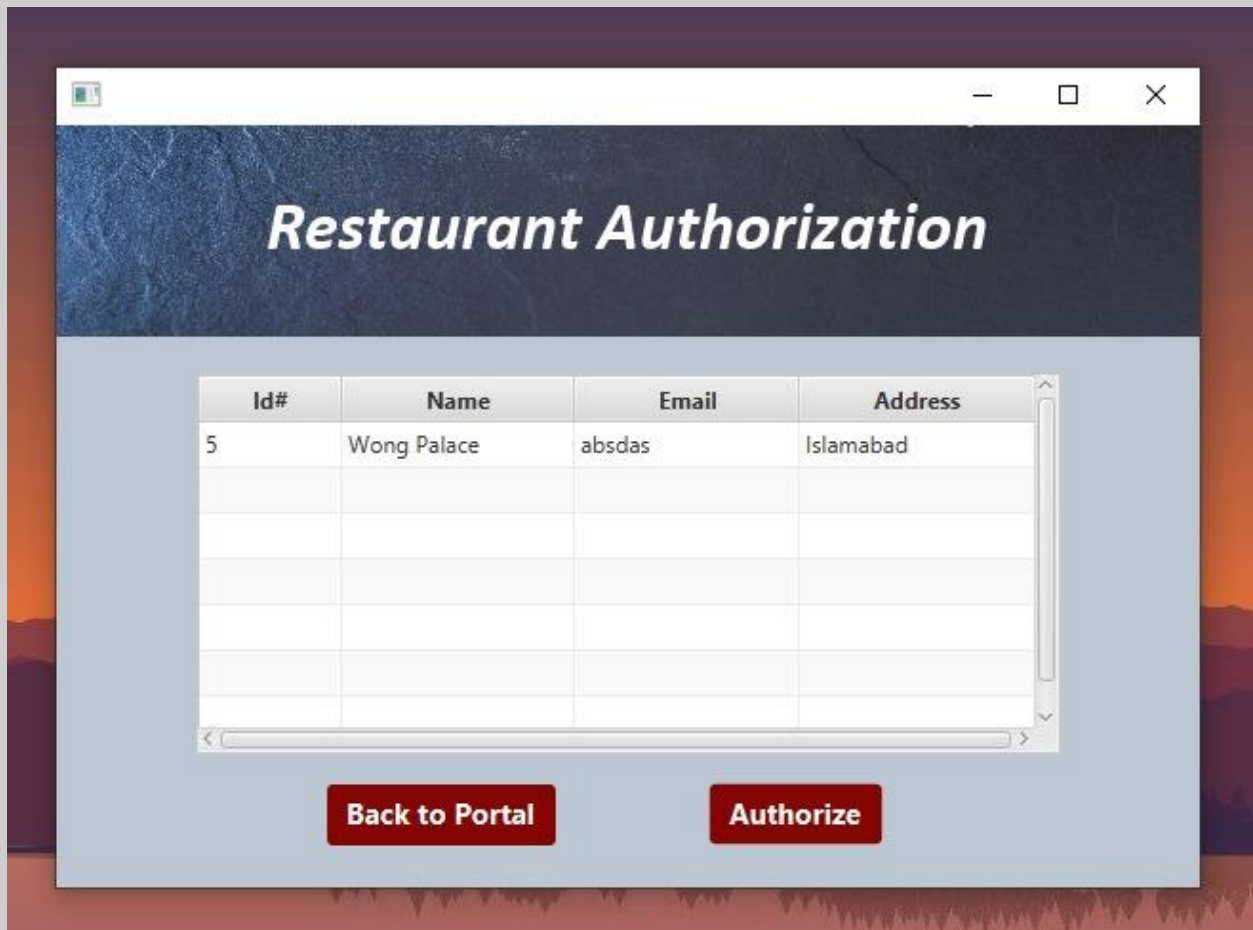 Restaurant Authorization
Id# Name Email Address
5 Wong Palace absdas Islamabad
Back to Portal Authorize